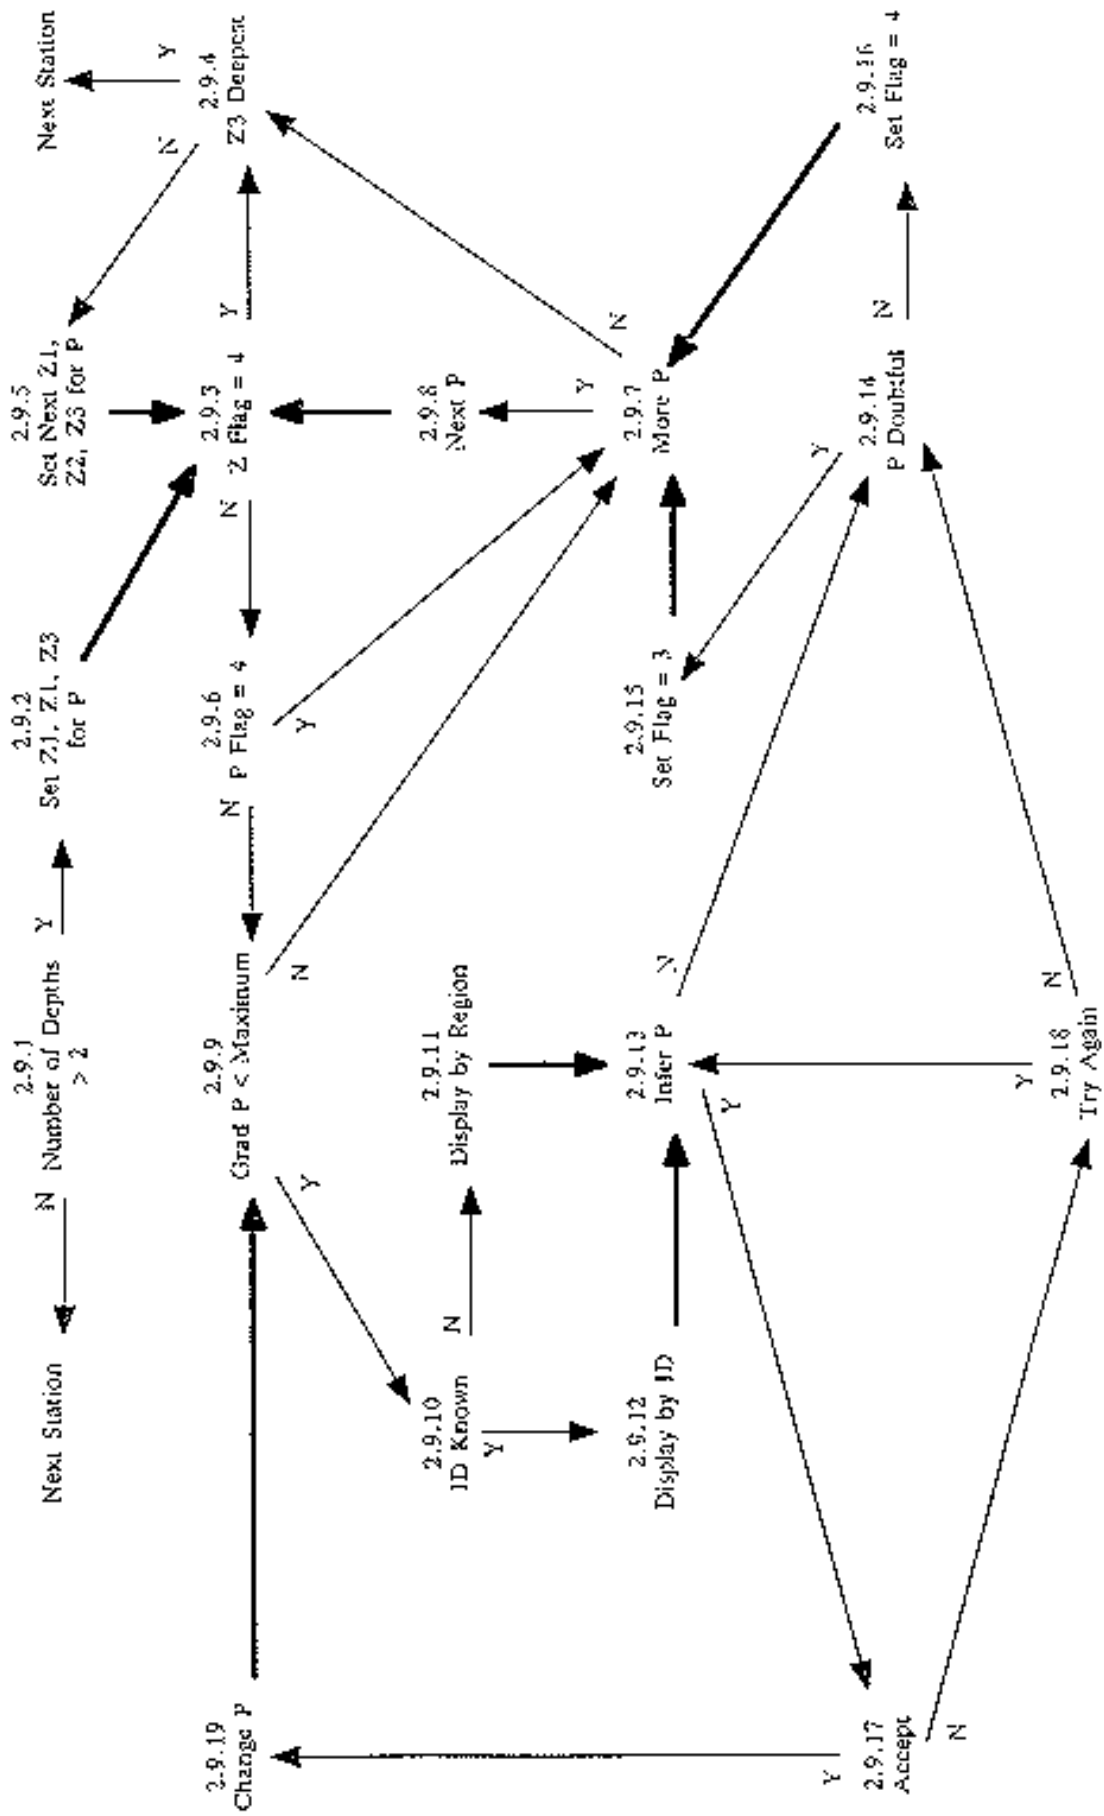 Next Station
N
2.9.1
Number of Depths
> 2
Y
2.9.2
Set Z1, Z1, Z3
for P
2.9.5
Set Next Z1,
Z2, Z3 for P
Next Station
2.9.19
Change P
2.9.9
Grad P < Maximum
Y
N
N
2.9.6
P Flag = 4
Y
N
2.9.3
Z Flag = 4
Y
N
Y
2.9.4
Z3 Deepest
2.9.10
ID Known
Y
N
2.9.11
Display by Region
2.9.8
Next P
2.9.12
Display by ID
2.9.13
Infer P
Y
N
2.9.15
Set Flag = 3
2.9.7
More P
Y
N
2.9.17
Accept
Y
N
2.9.14
P Doubtful
Y
N
2.9.16
Set Flag = 4
2.9.18
Try Again
Y
N